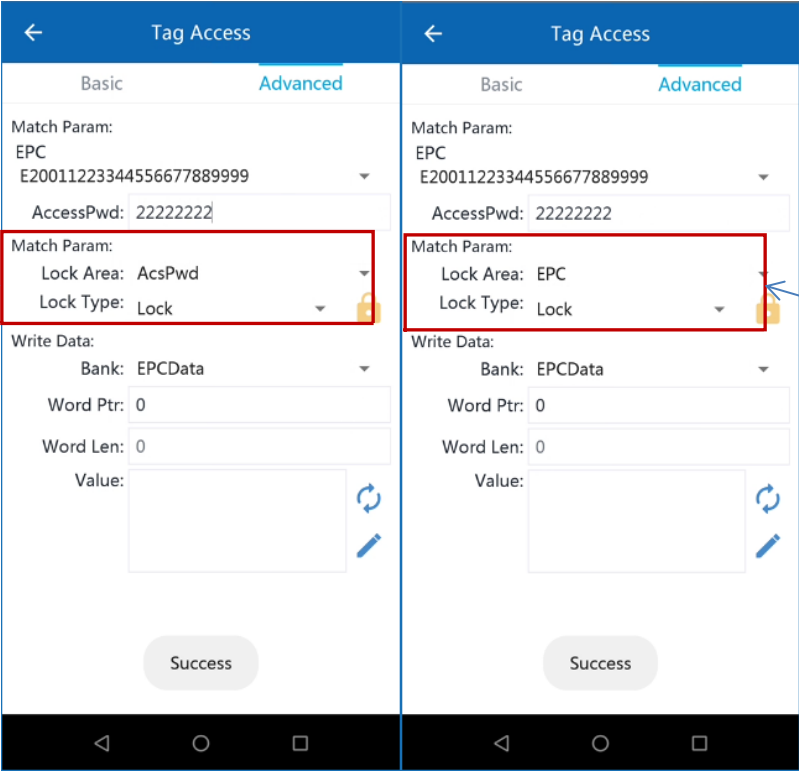 Tag Access
Basic Advanced
Match Param:
EPC
E20011223344556677889999
AccessPwd: 22222222
Match Param:
Lock Area: AcsPwd
Lock Type: Lock
Write Data:
Bank: EPCData
Word Ptr: 0
Word Len: 0
Value:
Success
Tag Access
Basic Advanced
Match Param:
EPC
E20011223344556677889999
AccessPwd: 22222222
Match Param:
Lock Area: EPC
Lock Type: Lock
Write Data:
Bank: EPCData
Word Ptr: 0
Word Len: 0
Value:
Success